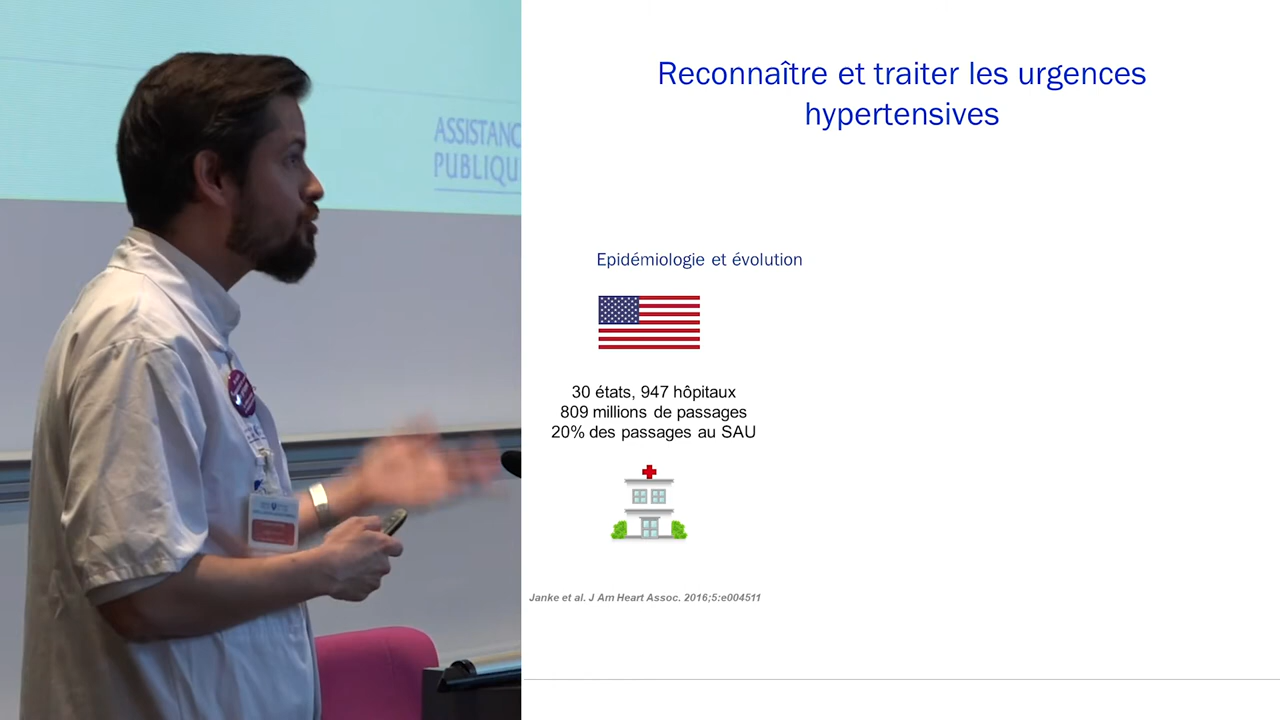 ASSISTANC
PUBLIQU
Reconnaître et traiter les urgences
hypertensives
Epidémiologie et évolution
30 états, 947 hôpitaux
809 millions de passages
20% des passages au SAU
Janke et al. J Am Heart Assoc. 2016;5:e004511